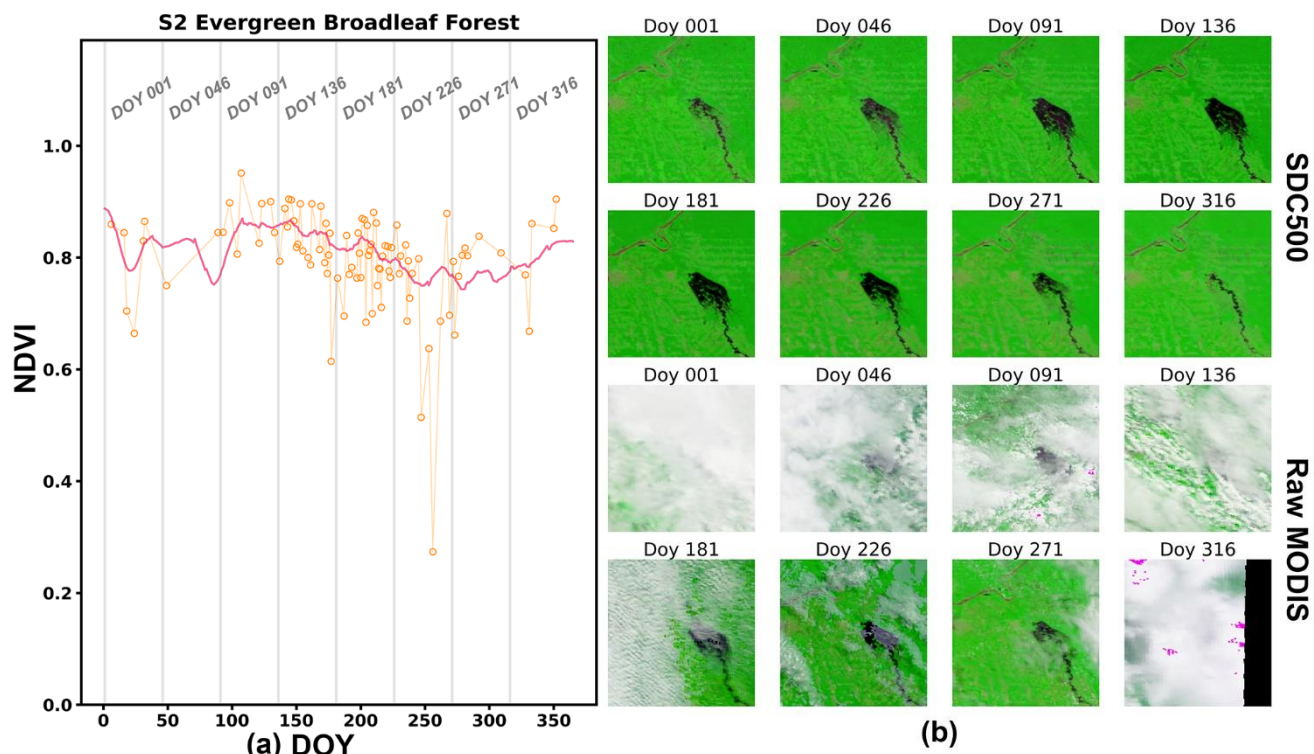 S2 Evergreen Broadleaf Forest
NDVI
1.0
0.8
0.6
0.4
0.2
0.0
DOY 001
DOY 046
DOY 091
DOY 136
DOY 181
DOY 226
DOY 271
DOY 316
0 50 100 150 200 250 300 350
(a) DOY
Doy 001 Doy 046 Doy 091 Doy 136
Doy 181 Doy 226 Doy 271 Doy 316
SDC500
Doy 001 Doy 046 Doy 091 Doy 136
Doy 181 Doy 226 Doy 271 Doy 316
Raw MODIS
(b)